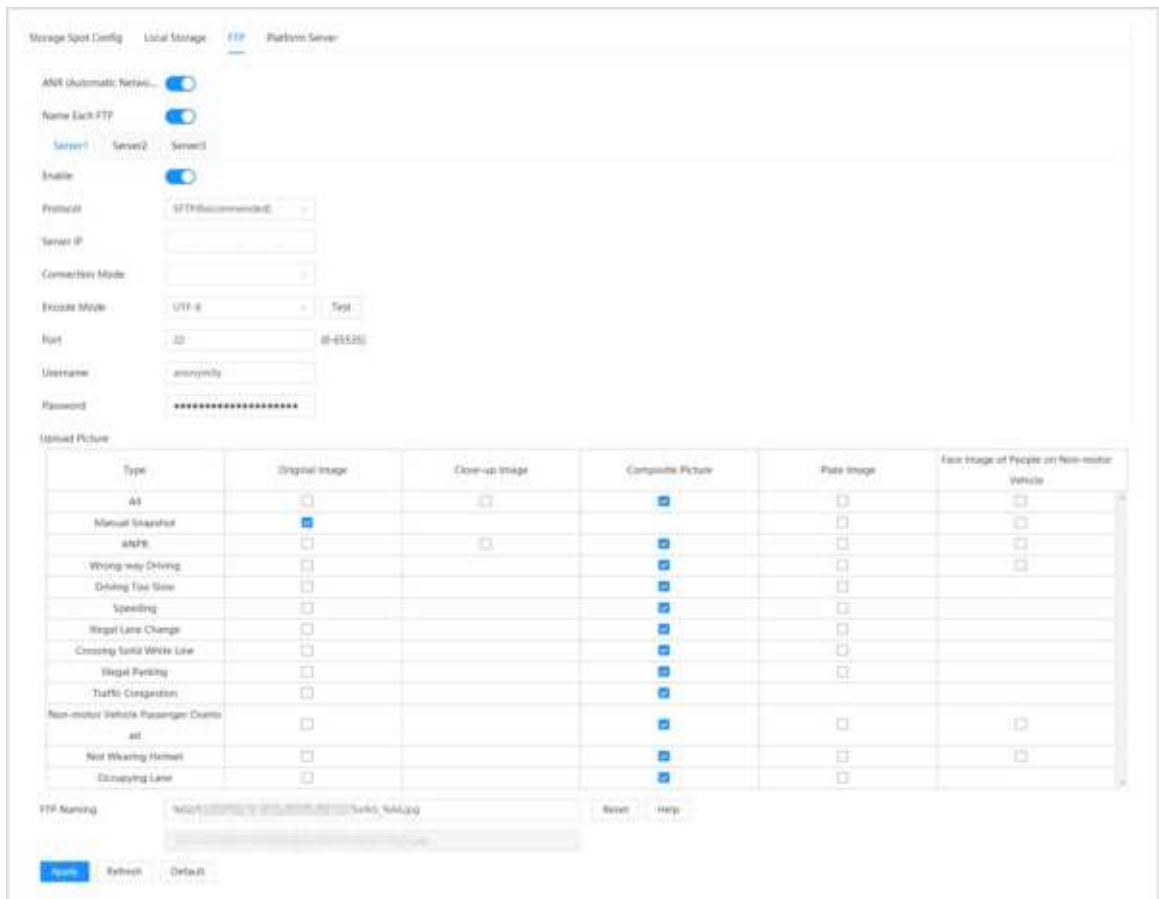 Storage Spot Config Local Storage FTP Platform Server
ANR (Automatic Netwo...
Name Each FTP
Server1 Server2 Server3
Enable
Protocol SFTP(Recommended)
Server IP
Connection Mode
Encode Mode UTF-8 Test
Port 22 (0-65535)
Username anonymity
Password ********************
Upload Picture
Type Original Image Close-up Image Composite Picture Plate Image Face Image of People on Non-motor
Vehicle
All
Manual Snapshot
ANPR
Wrong-way Driving
Driving Too Slow
Speeding
Illegal Lane Change
Crossing Solid White Line
Illegal Parking
Traffic Congestion
Non-motor Vehicle Passenger Overlo
ad
Not Wearing Helmet
Occupying Lane
FTP Naming Reset Help
Apply Refresh Default